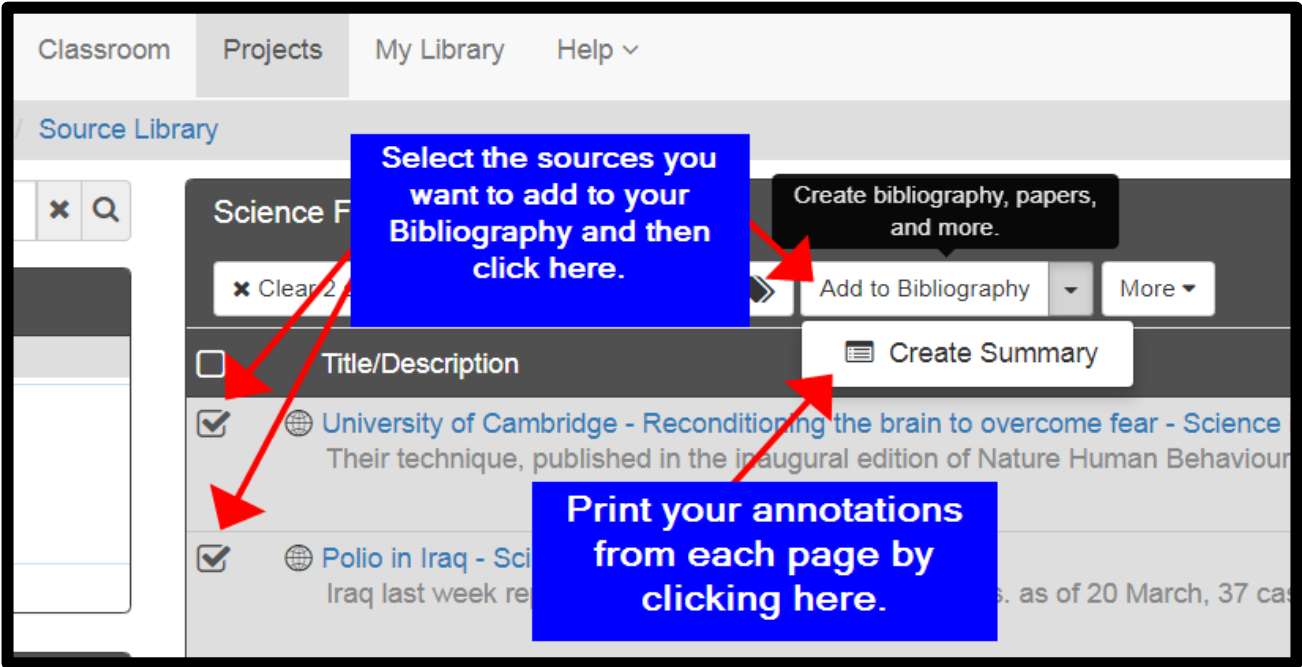 Classroom Projects My Library Help
/ Source Library
Select the sources you
want to add to your
Bibliography and then
click here.
Create bibliography, papers,
and more.
Science F
Clear 2
Add to Bibliography
More
Create Summary
Title/Description
University of Cambridge - Reconditioning the brain to overcome fear - Science
Their technique, published in the inaugural edition of Nature Human Behaviour
Print your annotations
from each page by
clicking here.
Polio in Iraq - Sci
Iraq last week re s. as of 20 March, 37 cas